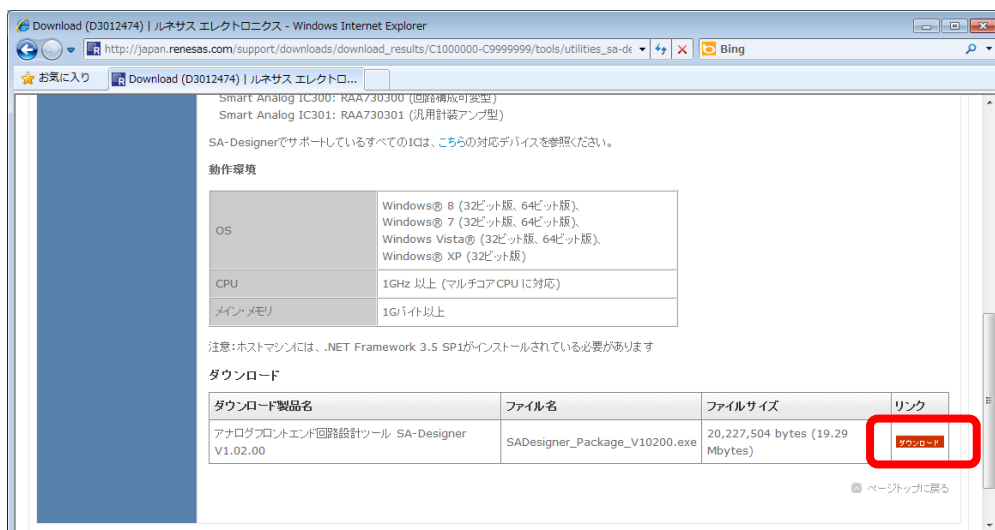 Download (D3012474) | ルネサス エレクトロニクス - Windows Internet Explorer
http://japan.renesas.com/support/downloads/download_results/C1000000-C9999999/tools/utilities_sa-de
Bing
お気に入り
Download (D3012474) | ルネサス エレクトロ...
Smart Analog IC300: RAA730300 (回路構成可変型)
Smart Analog IC301: RAA730301 (汎用計装アンプ型)
SA-DesignerでサポートしているすべてのICは、こちらの対応デバイスを参照ください。
動作環境
OS
Windows® 8 (32ビット版、64ビット版)、
Windows® 7 (32ビット版、64ビット版)、
Windows Vista® (32ビット版、64ビット版)、
Windows® XP (32ビット版)
CPU
1GHz 以上 (マルチコアCPUに対応)
メイン・メモリ
1Gバイト以上
注意:ホストマシンには、.NET Framework 3.5 SP1がインストールされている必要があります
ダウンロード
ダウンロード製品名
ファイル名
ファイルサイズ
リンク
アナログフロントエンド回路設計ツール SA-Designer
V1.02.00
SADesigner_Package_V10200.exe
20,227,504 bytes (19.29
Mbytes)
ダウンロード
ページトップに戻る